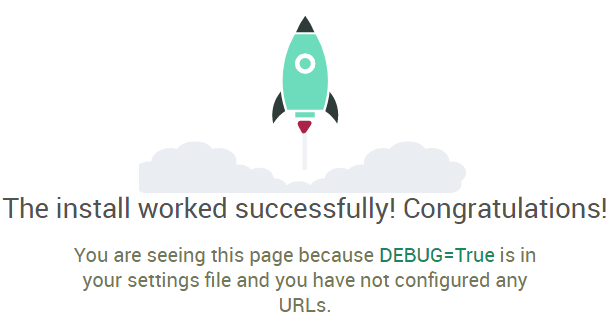 The install worked successfully! Congratulations!
You are seeing this page because DEBUG=True is in
your settings file and you have not configured any
URLs.